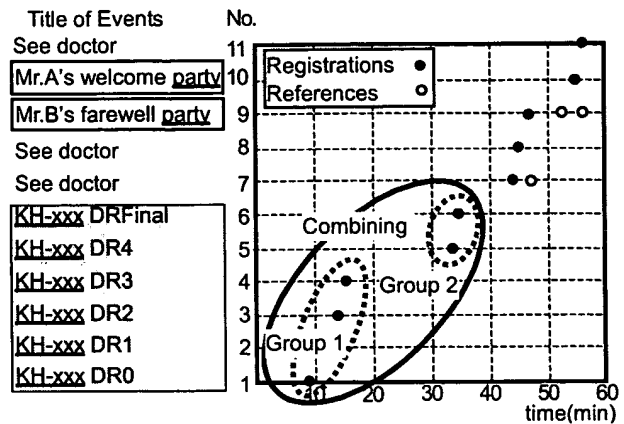 Title of Events
No.
See doctor
Mr.A's welcome party
Mr.B's farewell party
See doctor
See doctor
KH-xxx DRFinal
KH-xxx DR4
KH-xxx DR3
KH-xxx DR2
KH-xxx DR1
KH-xxx DR0
11
10
9
8
7
6
5
4
3
2
1
Registrations
References
Combining
Group 2
Group 1
10
20
30
40
50
60
time(min)